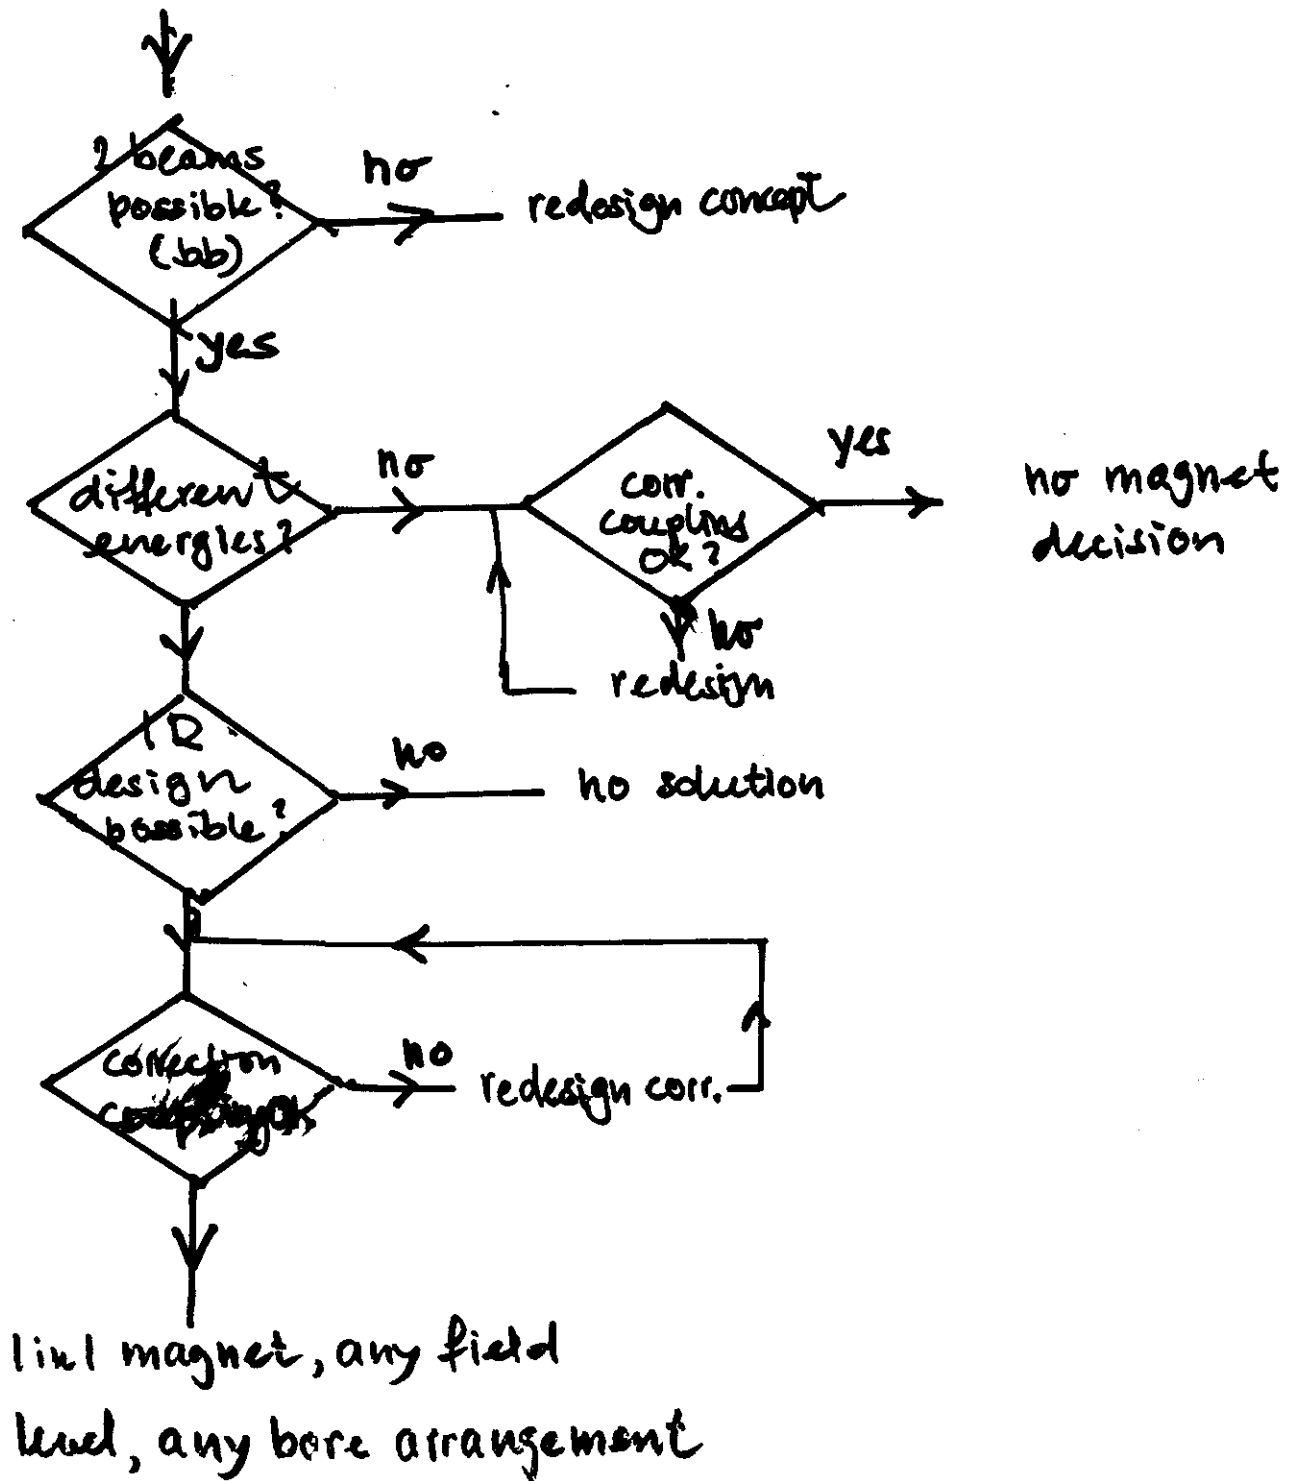 2 beams
possible?
(bb)
no
redesign concept
yes
different
energies?
no
corr.
coupling
ok?
yes
no magnet
decision
no
redesign
IR
design
possible?
no
no solution
correction
no
redesign corr.
1in1 magnet, any field
level, any bore arrangement